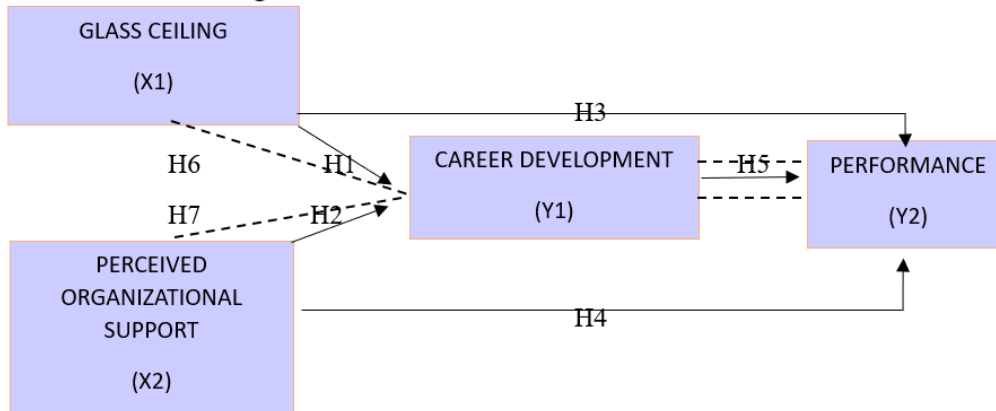 GLASS CEILING
(X1)
H3
H6
H1
CAREER DEVELOPMENT
(Y1)
H5
PERFORMANCE
(Y2)
H7
H2
PERCEIVED
ORGANIZATIONAL
SUPPORT
(X2)
H4